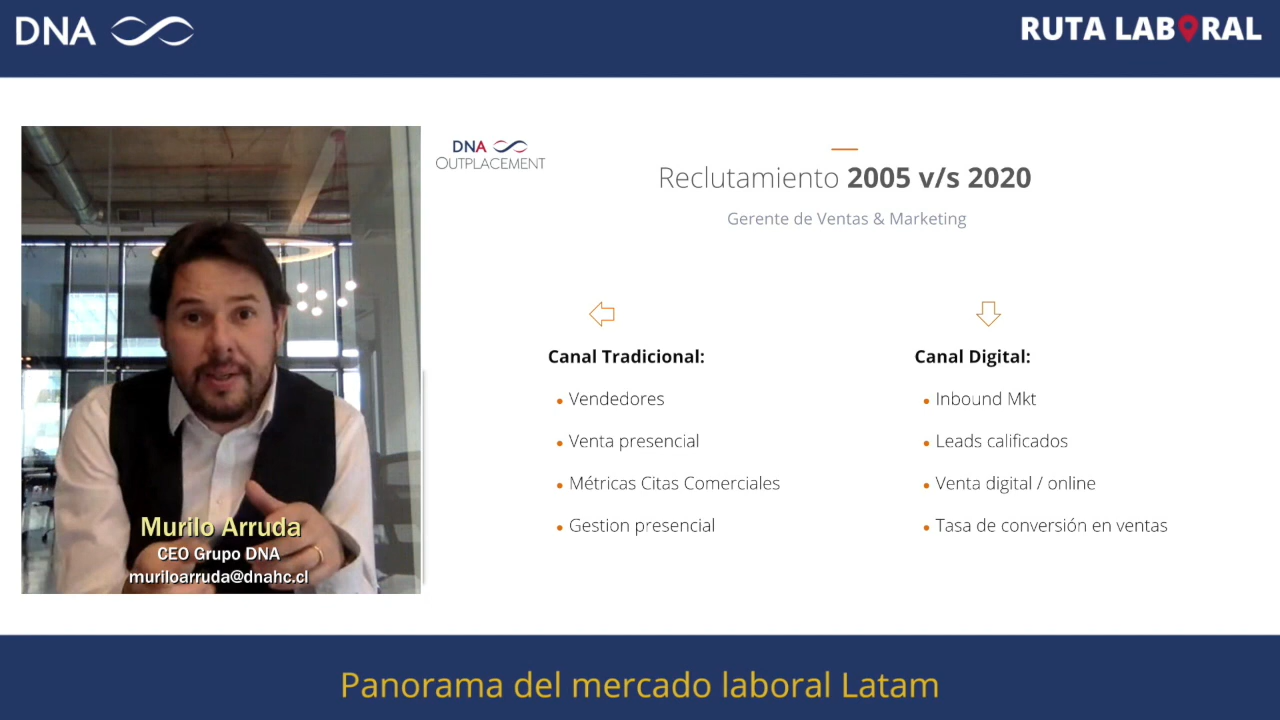 DNA
RUTA LABORAL
DNA
OUTPLACEMENT
Reclutamiento 2005 v/s 2020
Gerente de Ventas & Marketing
Canal Tradicional:
• Vendedores
• Venta presencial
• Métricas Citas Comerciales
• Gestion presencial
Canal Digital:
• Inbound Mkt
• Leads calificados
• Venta digital / online
• Tasa de conversión en ventas
Murilo Arruda
CEO Grupo DNA
muriloarruda@dnahc.cl
Panorama del mercado laboral Latam